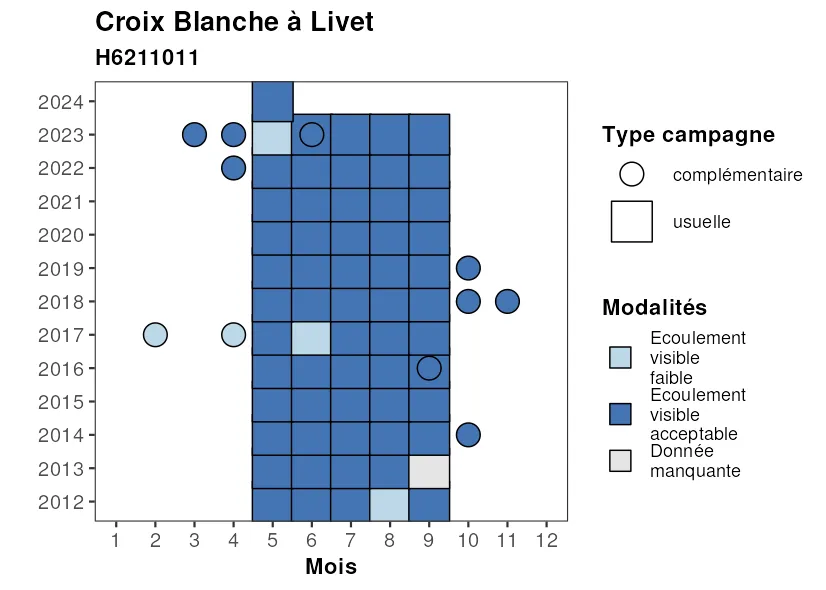 Croix Blanche à Livet
H6211011
2024
2023
2022
2021
2020
2019
2018
2017
2016
2015
2014
2013
2012
1 2 3 4 5 6 7 8 9 10 11 12
Mois
Type campagne
complémentaire
usuelle
Modalités
Ecoulement
visible
faible
Ecoulement
visible
acceptable
Donnée
manquante